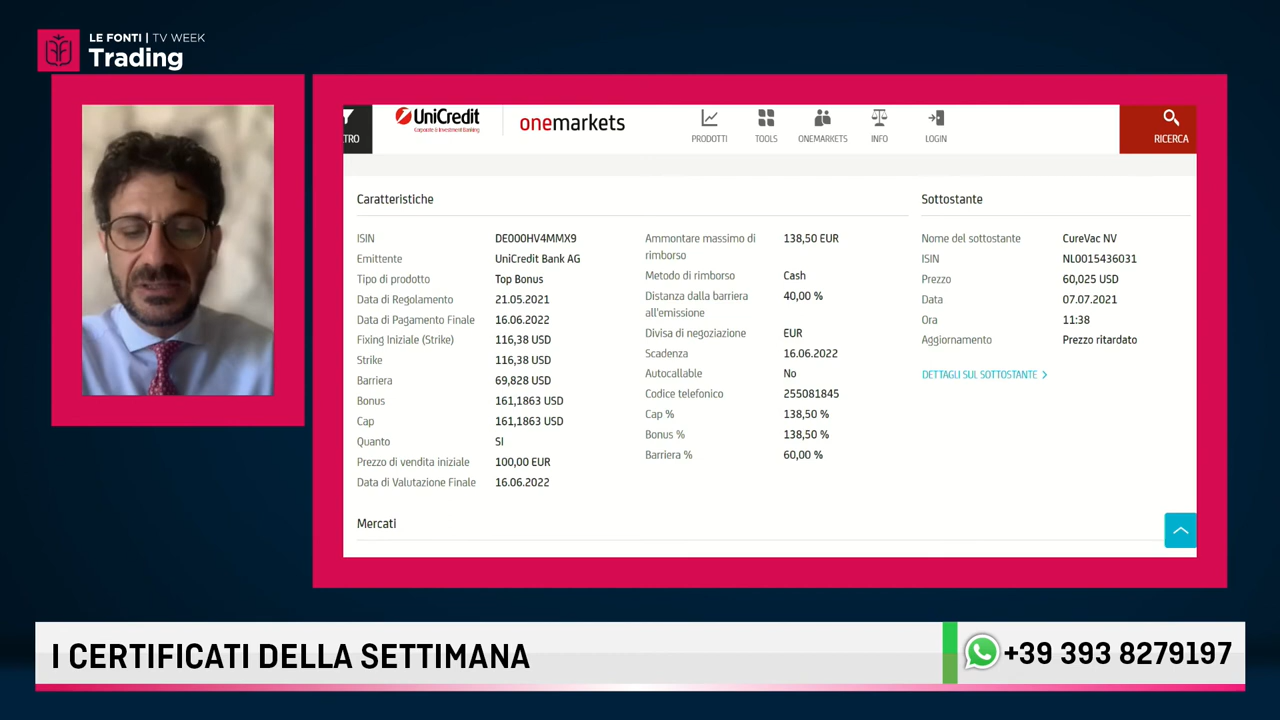 LE FONTI | TV WEEK
Trading
TRO
UniCredit
Corporate & Investment Banking
onemarkets
PRODOTTI
TOOLS
ONEMARKETS
INFO
LOGIN
RICERCA
Caratteristiche
ISIN DE000HV4MMX9
Emittente UniCredit Bank AG
Tipo di prodotto Top Bonus
Data di Regolamento 21.05.2021
Data di Pagamento Finale 16.06.2022
Fixing Iniziale (Strike) 116,38 USD
Strike 116,38 USD
Barriera 69,828 USD
Bonus 161,1863 USD
Cap 161,1863 USD
Quanto SI
Prezzo di vendita iniziale 100,00 EUR
Data di Valutazione Finale 16.06.2022
Ammontare massimo di 138,50 EUR
rimborso
Metodo di rimborso Cash
Distanza dalla barriera 40,00 %
all'emissione
Divisa di negoziazione EUR
Scadenza 16.06.2022
Autocallable No
Codice telefonico 255081845
Cap % 138,50 %
Bonus % 138,50 %
Barriera % 60,00 %
Sottostante
Nome del sottostante CureVac NV
ISIN NL0015436031
Prezzo 60,025 USD
Data 07.07.2021
Ora 11:38
Aggiornamento Prezzo ritardato
DETTAGLI SUL SOTTOSTANTE
Mercati
I CERTIFICATI DELLA SETTIMANA
+39 393 8279197